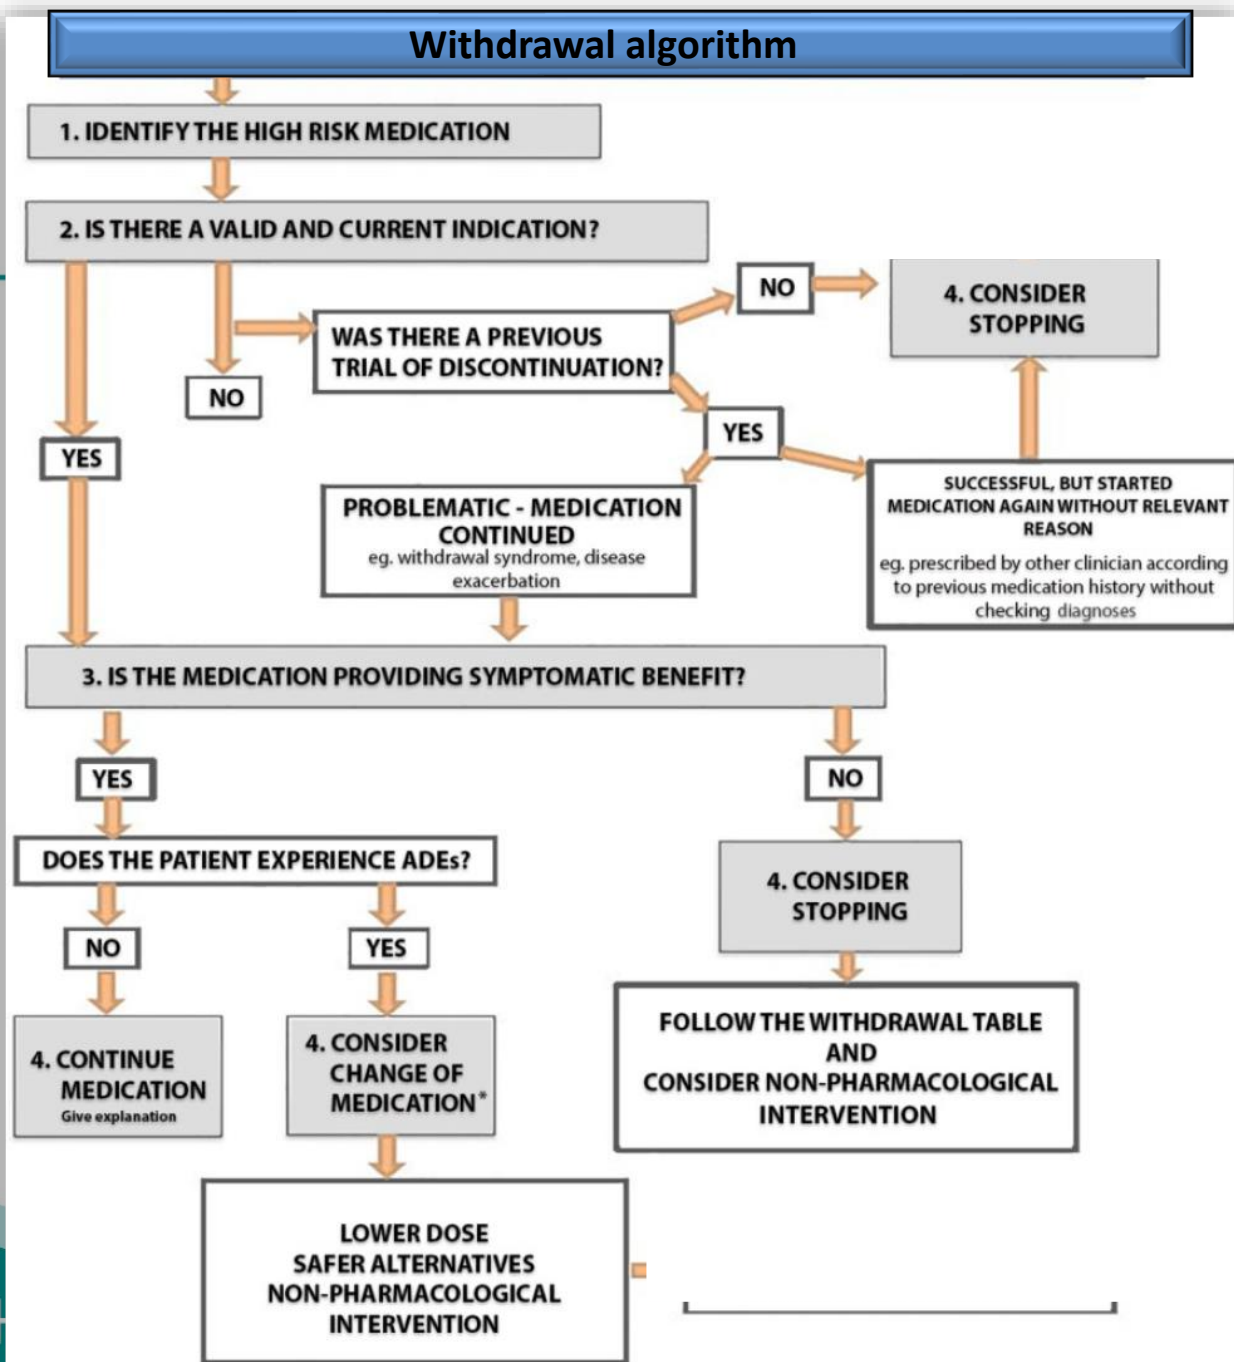 Withdrawal algorithm
1. IDENTIFY THE HIGH RISK MEDICATION
2. IS THERE A VALID AND CURRENT INDICATION?
NO
4. CONSIDER
STOPPING
WAS THERE A PREVIOUS
TRIAL OF DISCONTINUATION?
NO
YES
YES
PROBLEMATIC - MEDICATION
CONTINUED
eg. withdrawal syndrome, disease
exacerbation
SUCCESSFUL, BUT STARTED
MEDICATION AGAIN WITHOUT RELEVANT
REASON
eg. prescribed by other clinician according
to previous medication history without
checking diagnoses
3. IS THE MEDICATION PROVIDING SYMPTOMATIC BENEFIT?
YES
NO
DOES THE PATIENT EXPERIENCE ADEs?
4. CONSIDER
STOPPING
NO
YES
4. CONTINUE
MEDICATION
Give explanation
4. CONSIDER
CHANGE OF
MEDICATION*
FOLLOW THE WITHDRAWAL TABLE
AND
CONSIDER NON-PHARMACOLOGICAL
INTERVENTION
LOWER DOSE
SAFER ALTERNATIVES
NON-PHARMACOLOGICAL
INTERVENTION